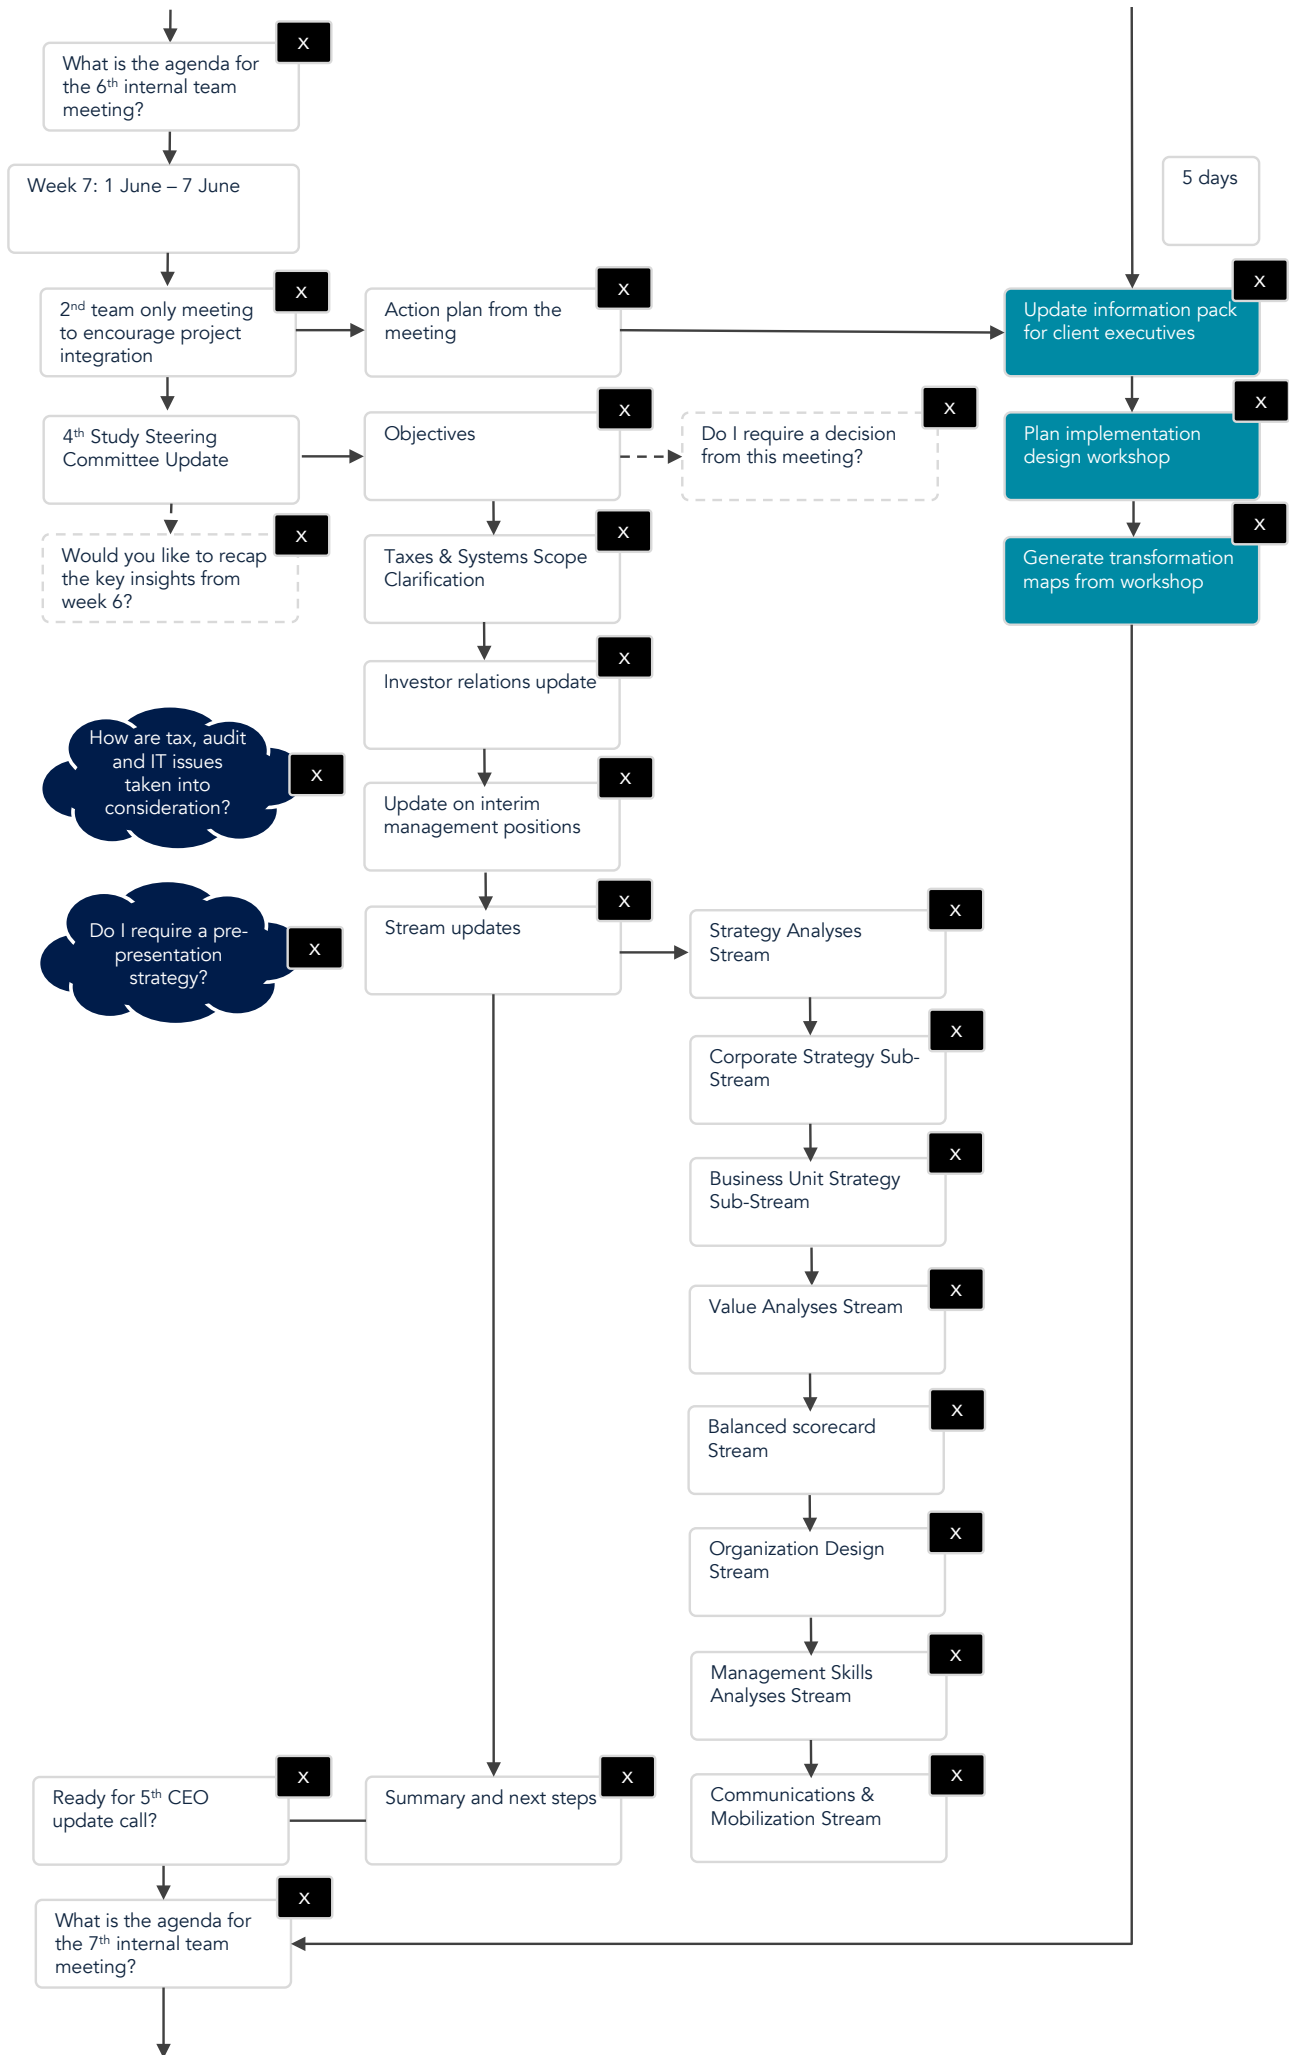 X
What is the agenda for
the 6th internal team
meeting?
Week 7: 1 June – 7 June
5 days
X
2nd team only meeting
to encourage project
integration
X
Action plan from the
meeting
X
Update information pack
for client executives
X
4th Study Steering
Committee Update
X
Objectives
X
Do I require a decision
from this meeting?
X
Plan implementation
design workshop
X
Would you like to recap
the key insights from
week 6?
X
Taxes & Systems Scope
Clarification
X
Generate transformation
maps from workshop
X
Investor relations update
How are tax, audit
and IT issues
taken into
consideration?
X
X
Update on interim
management positions
Do I require a pre-
presentation
strategy?
X
X
Stream updates
X
Strategy Analyses
Stream
X
Corporate Strategy Sub-
Stream
X
Business Unit Strategy
Sub-Stream
X
Value Analyses Stream
X
Balanced scorecard
Stream
X
Organization Design
Stream
X
Management Skills
Analyses Stream
X
Ready for 5th CEO
update call?
X
Summary and next steps
X
Communications &
Mobilization Stream
X
What is the agenda for
the 7th internal team
meeting?